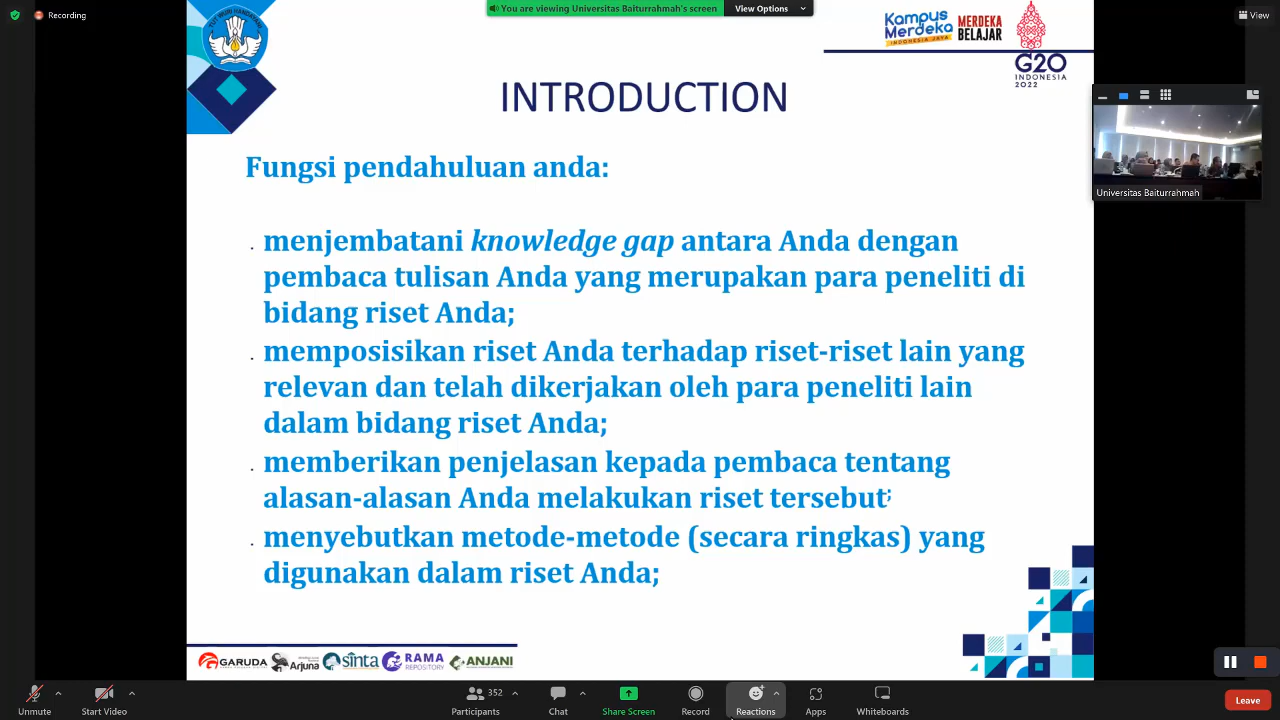 Recording
You are viewing Universitas Baiturrahmah's screen
View Options
View
TUT WURI HANDAYANI
Kampus
Merdeka
INDONESIA JAYA
MERDEKA
BELAJAR
G20
INDONESIA
2022
INTRODUCTION
Universitas Baiturrahmah
Fungsi pendahuluan anda:
menjembatani knowledge gap antara Anda dengan
pembaca tulisan Anda yang merupakan para peneliti di
bidang riset Anda;
memposisikan riset Anda terhadap riset-riset lain yang
relevan dan telah dikerjakan oleh para peneliti lain
dalam bidang riset Anda;
memberikan penjelasan kepada pembaca tentang
alasan-alasan Anda melakukan riset tersebut;
menyebutkan metode-metode (secara ringkas) yang
digunakan dalam riset Anda;
GARUDA
Arjuna
sinta
RAMA
REPOSITORY
ANJANI
Unmute
Start Video
352
Participants
Chat
Share Screen
Record
Reactions
Apps
Whiteboards
Leave